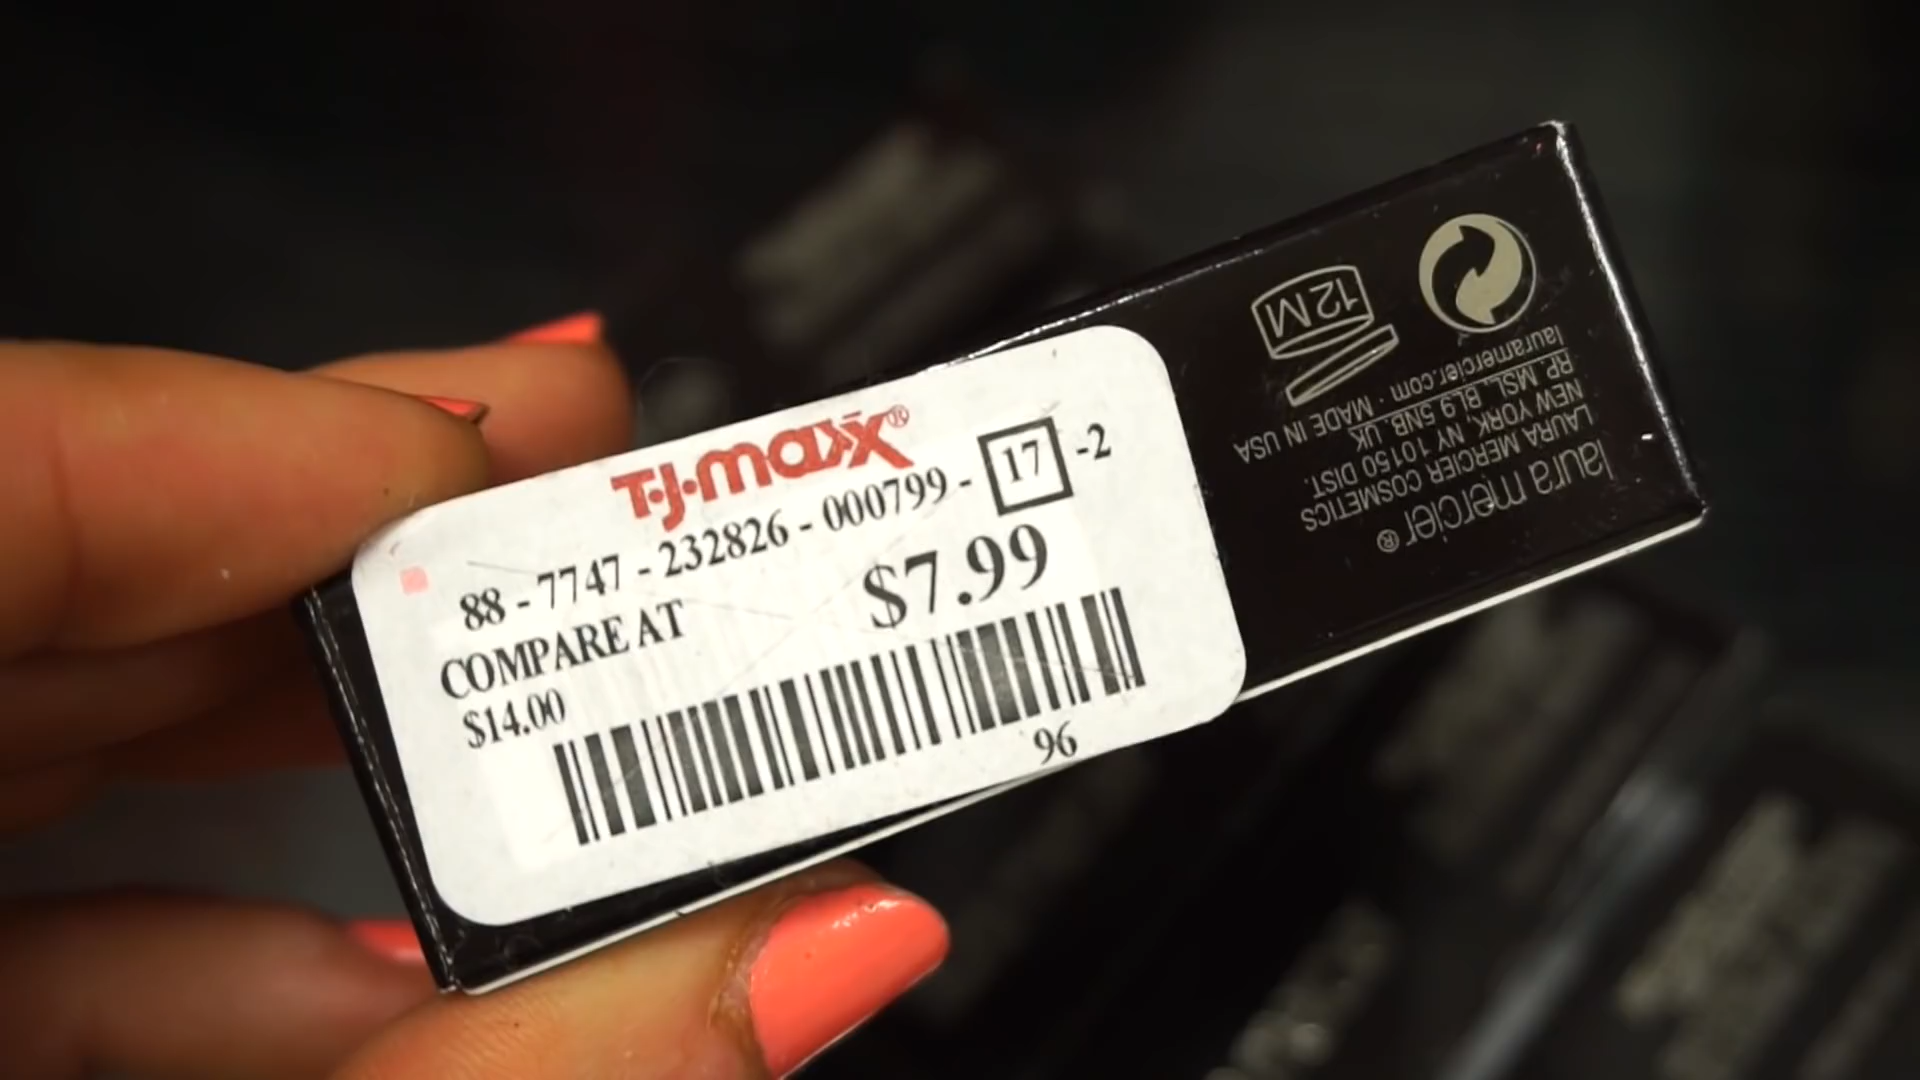 T·J·maxx®
88 - 7747 - 232826 - 000799 - 17 -2
$7.99
COMPARE AT
$14.00
96
laura mercier®
LAURA MERCIER COSMETICS
NEW YORK, NY 10150 DIST.
RP. MSL, BL9 5NB. UK
lauramercier.com · MADE IN USA
12M